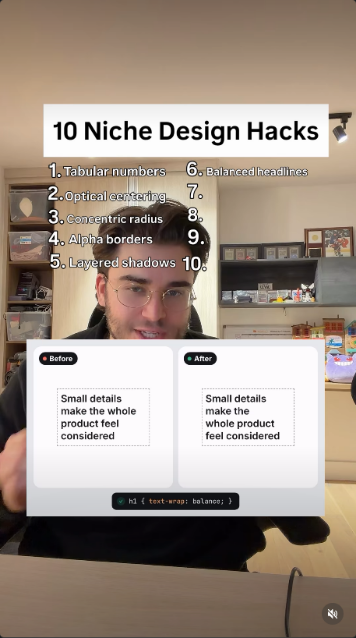 10 Niche Design Hacks
1. Tabular numbers
2. Optical centering
3. Concentric radius
4. Alpha borders
5. Layered shadows
6. Balanced headlines
7.
8.
9.
10.
Before
Small details
make the whole
product feel
considered
After
Small details
make the
whole product
feel considered
h1 { text-wrap: balance; }